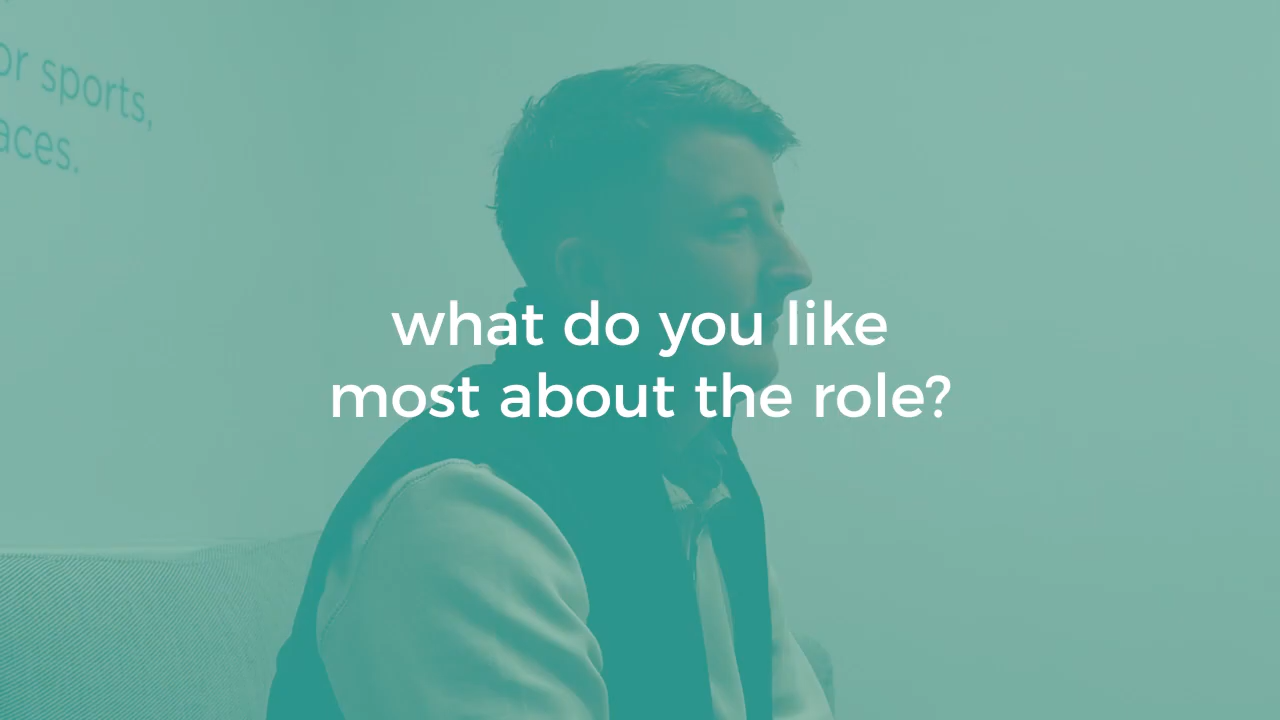 or sports,
aces.
what do you like
most about the role?